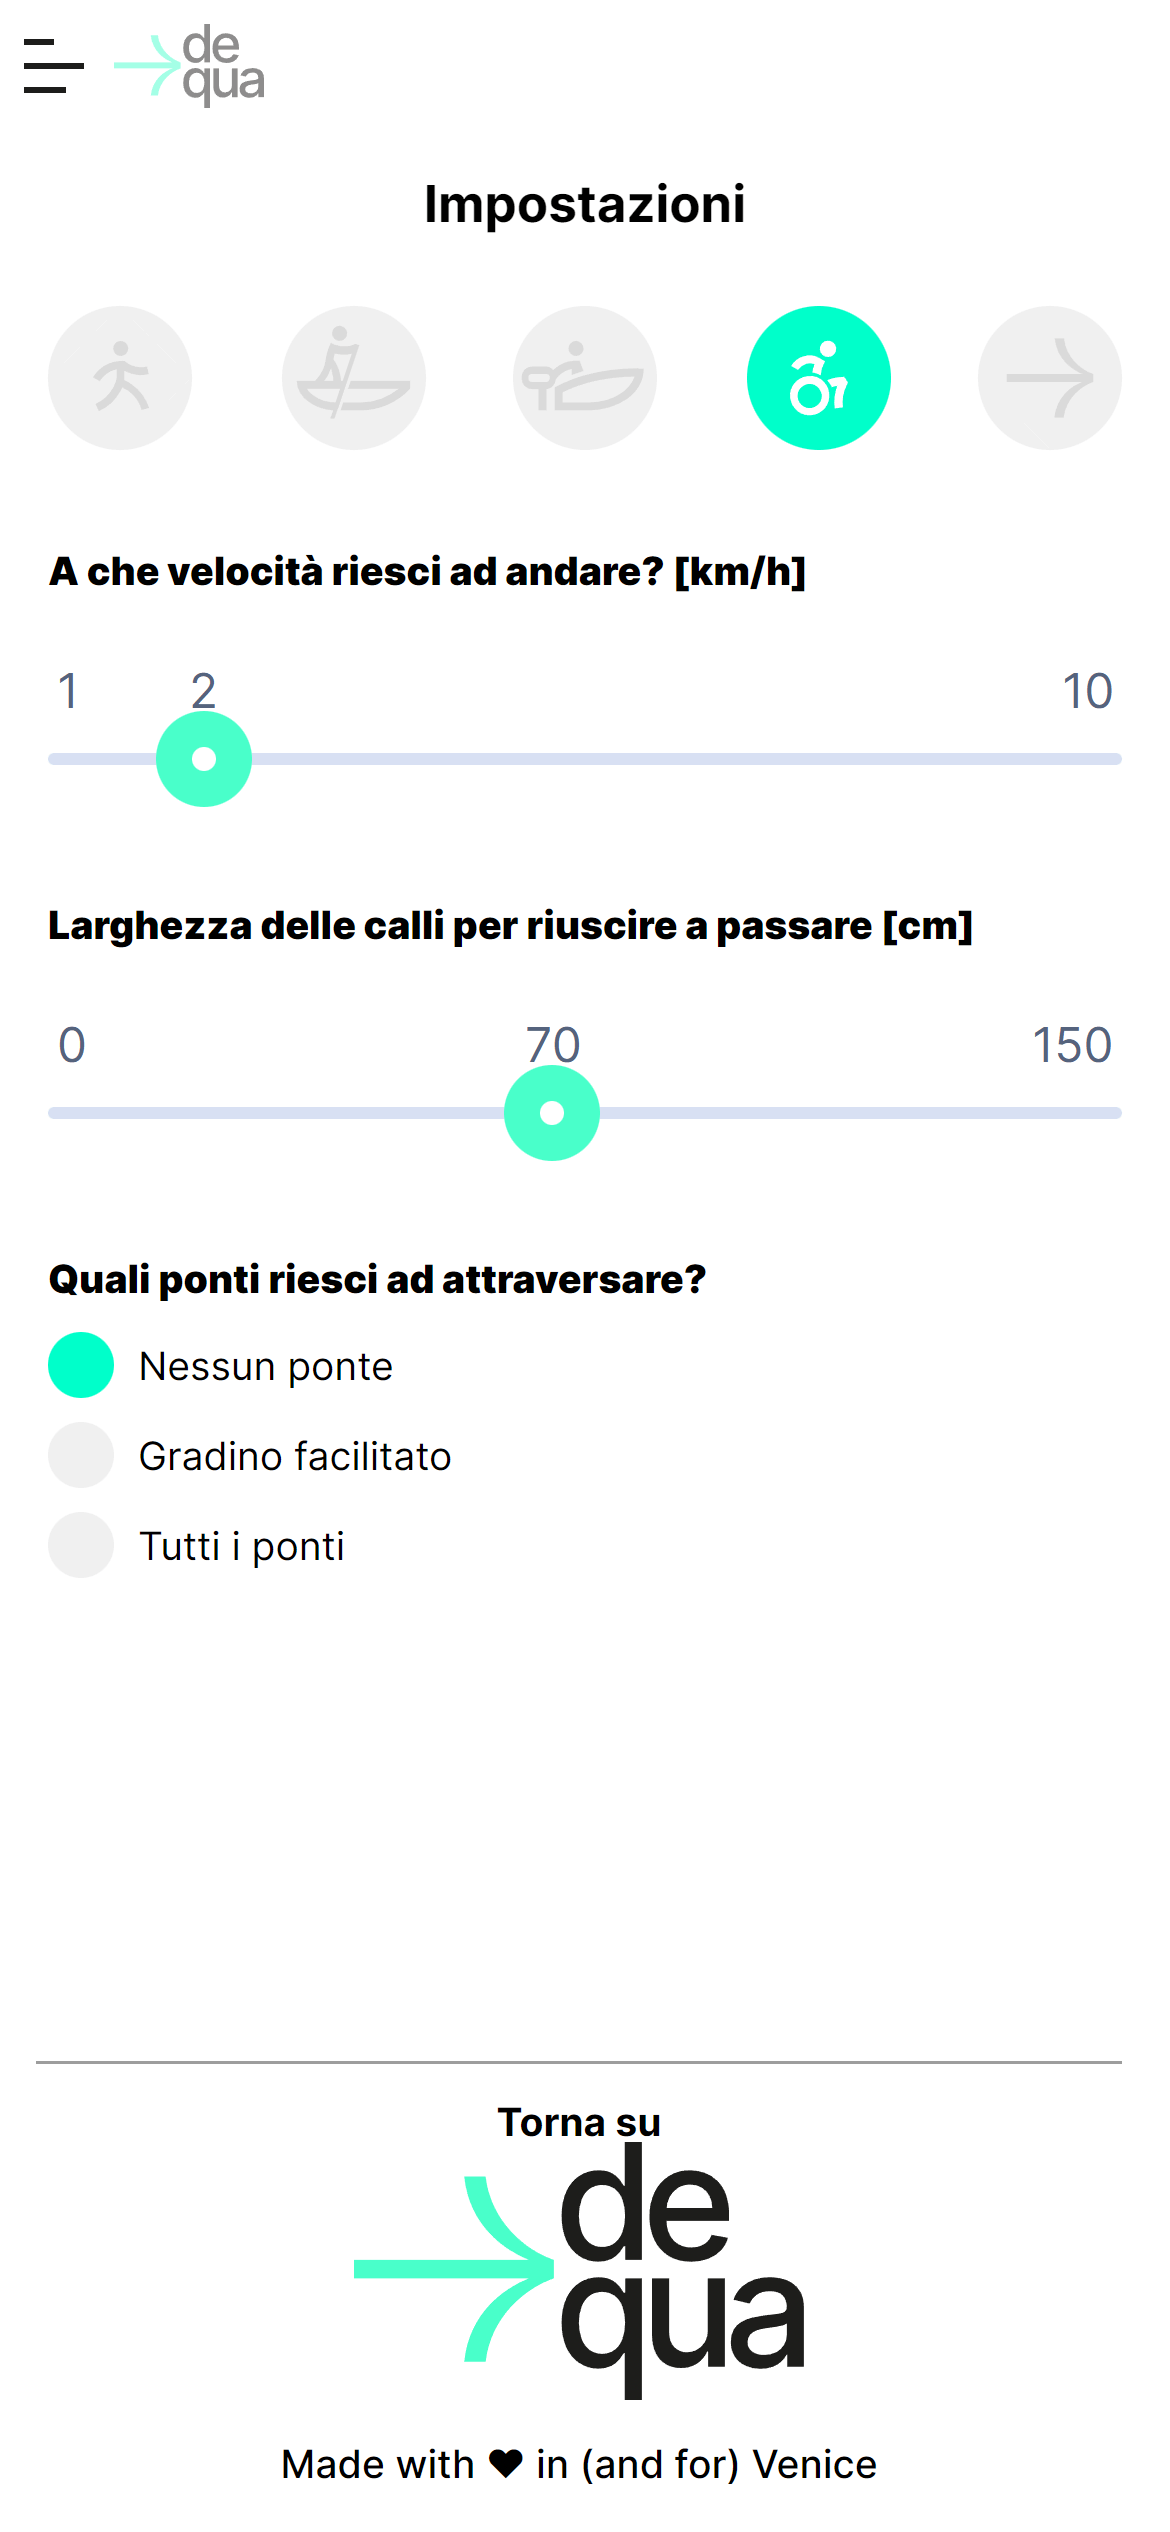 de
qua
Impostazioni
A che velocità riesci ad andare? [km/h]
1 2 10
Larghezza delle calli per riuscire a passare [cm]
0 70 150
Quali ponti riesci ad attraversare?
Nessun ponte
Gradino facilitato
Tutti i ponti
Torna su
de
qua
Made with ♥ in (and for) Venice